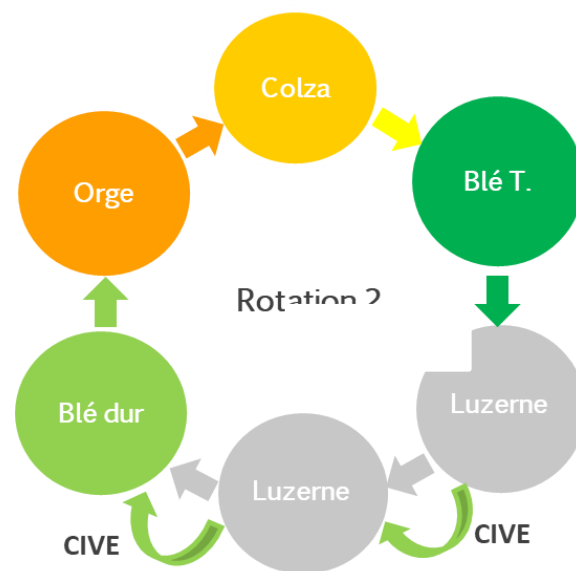 Colza
Blé T.
Orge
Rotation 2
Luzerne
Blé dur
Luzerne
CIVE
CIVE